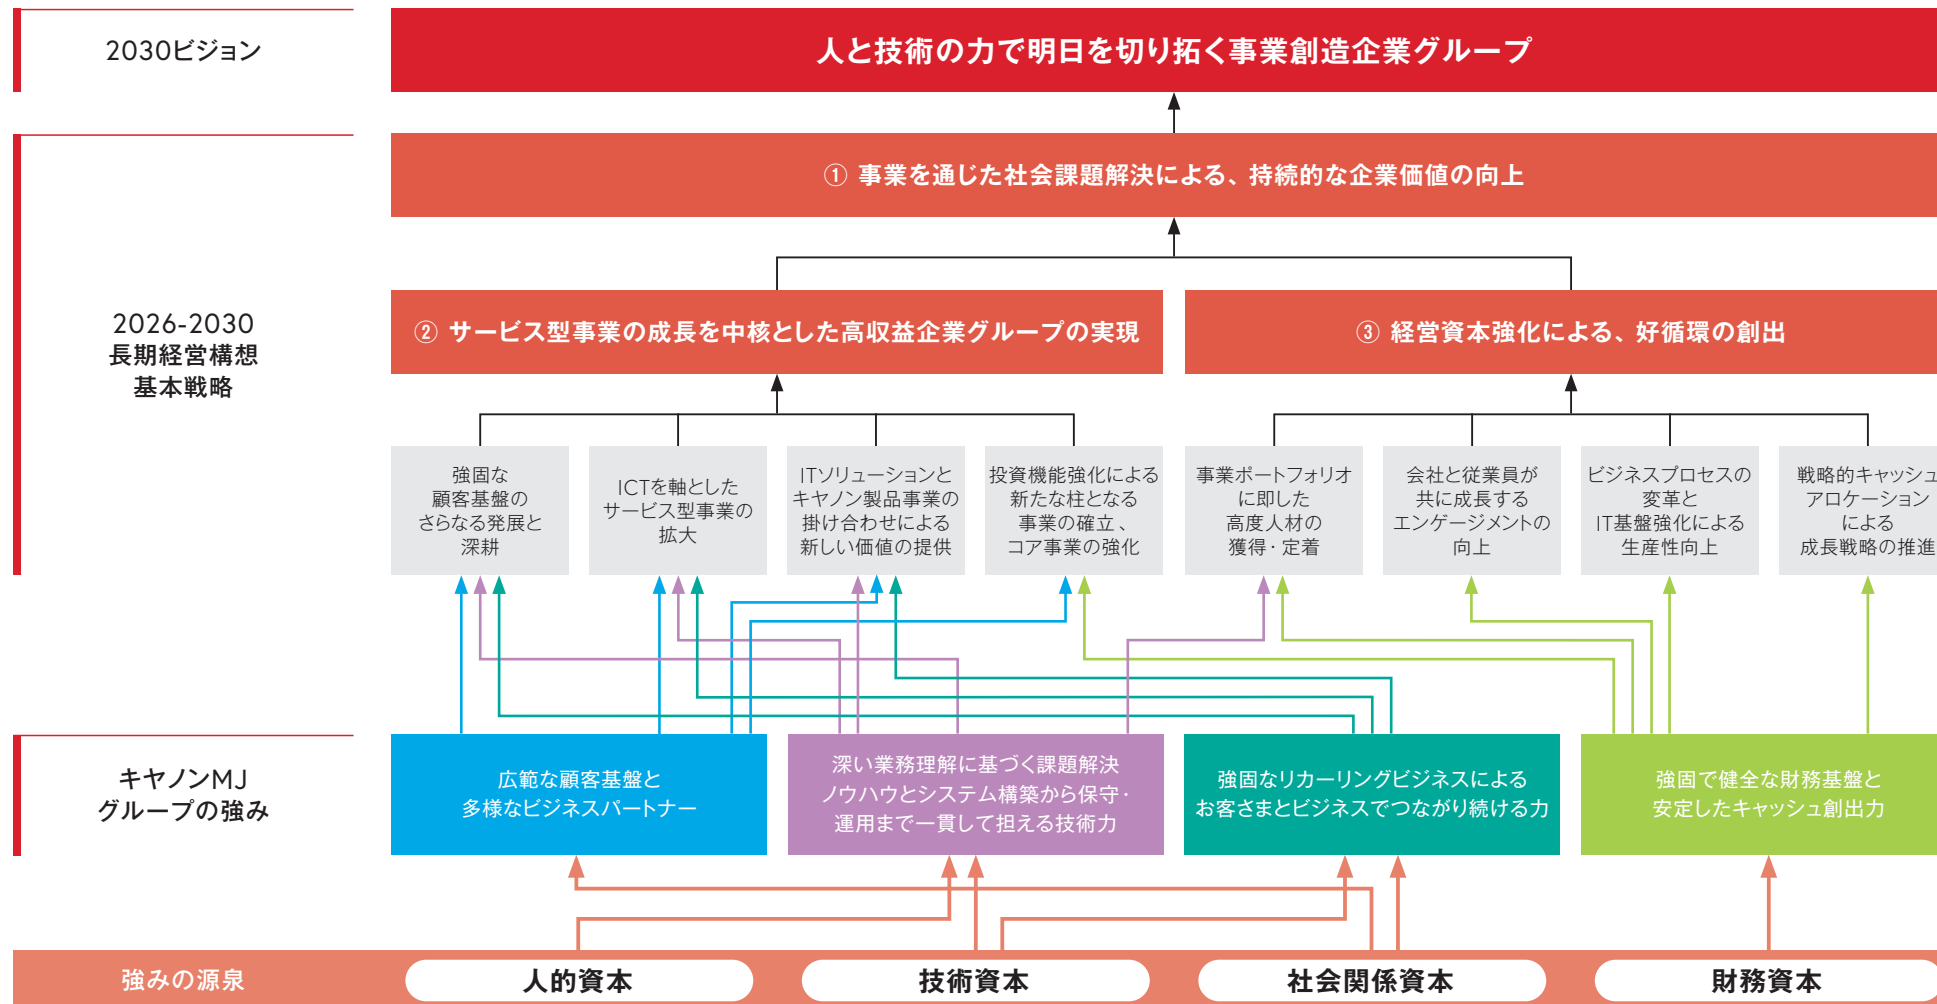 2030ビジョン
人と技術の力で明日を切り拓く事業創造企業グループ
2026-2030
長期経営構想
基本戦略
① 事業を通じた社会課題解決による、持続的な企業価値の向上
② サービス型事業の成長を中核とした高収益企業グループの実現
③ 経営資本強化による、好循環の創出
強固な
顧客基盤の
さらなる発展と
深耕
ICTを軸とした
サービス型事業の
拡大
ITソリューションと
キヤノン製品事業の
掛け合わせによる
新しい価値の提供
投資機能強化による
新たな柱となる
事業の確立、
コア事業の強化
事業ポートフォリオ
に即した
高度人材の
獲得・定着
会社と従業員が
共に成長する
エンゲージメントの
向上
ビジネスプロセスの
変革と
IT基盤強化による
生産性向上
戦略的キャッシュ
アロケーション
による
成長戦略の推進
キヤノンMJ
グループの強み
広範な顧客基盤と
多様なビジネスパートナー
深い業務理解に基づく課題解決
ノウハウとシステム構築から保守・
運用まで一貫して担える技術力
強固なリカーリングビジネスによる
お客さまとビジネスでつながり続ける力
強固で健全な財務基盤と
安定したキャッシュ創出力
強みの源泉
人的資本
技術資本
社会関係資本
財務資本